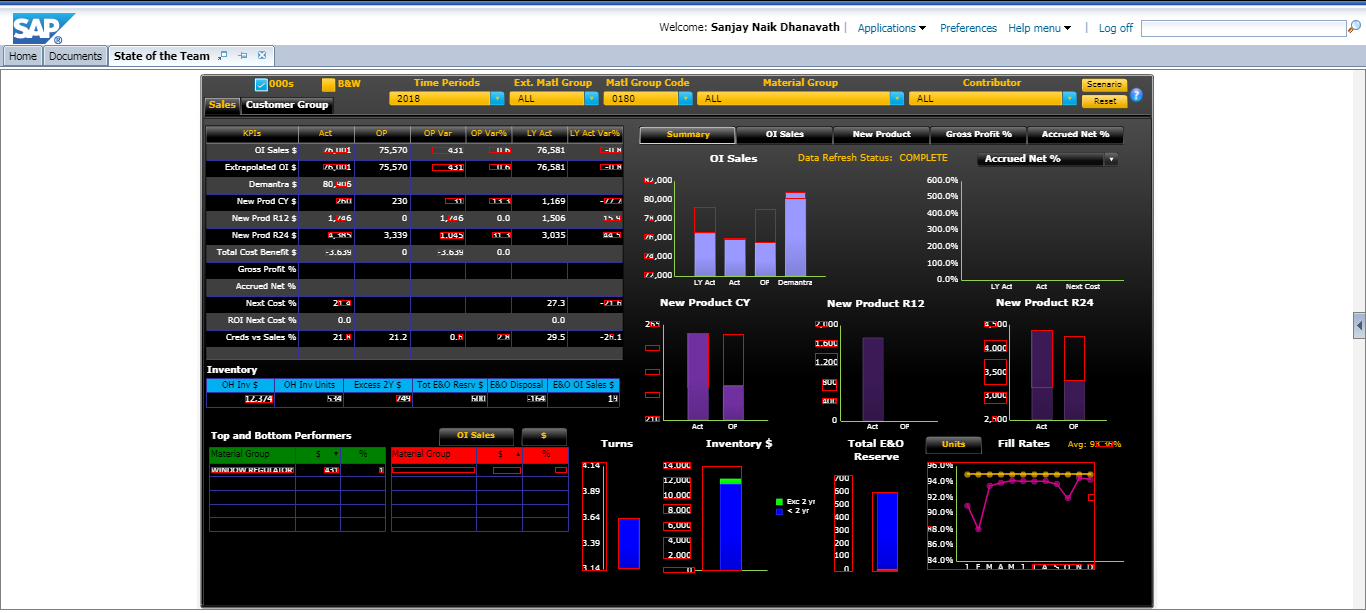 SAP ®
Welcome: Sanjay Naik Dhanavath | Applications Preferences Help menu | Log off
Home Documents State of the Team
000s B&W Time Periods Ext. Matl Group Matl Group Code Material Group Contributor Scenario
2018 ALL 0180 ALL ALL Reset ?
Sales Customer Group
KPIs Act OP OP Var OP Var% LY Act LY Act Var%
OI Sales $ 76,001 75,570 431 0.6 76,581 -0.8
Extrapolated OI $ 76,001 75,570 431 0.6 76,581 -0.8
Demantra $
New Prod CY $ 260 230 31 13.3 1,169
New Prod R12 $ 1,746 0 1,746 0.0 1,506 15.9
New Prod R24 $ 4,385 3,339 1,045 31.3 3,035 44.5
Total Cost Benefit $ -3,639 0 -3,639 0.0
Gross Profit %
Accrued Net %
Next Cost % 21.4 27.3 -21.6
ROI Next Cost % 0.0 0.0
Creds vs Sales % 21.8 21.2 0.6 2.8 29.5 -26.1
Summary OI Sales New Product Gross Profit % Accrued Net %
OI Sales Data Refresh Status: COMPLETE Accrued Net %
82,000
80,000
78,000
76,000
74,000
72,000
LY Act Act OP Demantra
600.0%
500.0%
400.0%
300.0%
200.0%
100.0%
0.0%
LY Act Act Next Cost
New Product CY
265
210
Act OP
New Product R12
2,000
1,600
1,200
800
400
0
Act OP
New Product R24
4,500
4,000
3,500
3,000
2,500
Act OP
Inventory
OH Inv $ OH Inv Units Excess 2Y $ Tot E&O Resrv $ E&O Disposal E&O OI Sales $
12,374 534 749 600 -164 19
Top and Bottom Performers OI Sales $
Material Group $ % Material Group $ %
WINDOW REGULATOR 431 1
Turns
4.14
3.89
3.64
3.39
3.14
Inventory $
14,000
12,000
10,000
8,000
6,000
4,000
2,000
0
Exc 2 yr
< 2 yr
Total E&O
Reserve
700
600
500
400
300
200
100
0
Units Fill Rates Avg: 93.36%
96.0%
94.0%
92.0%
90.0%
88.0%
86.0%
84.0%
J F M A M J J A S O N D